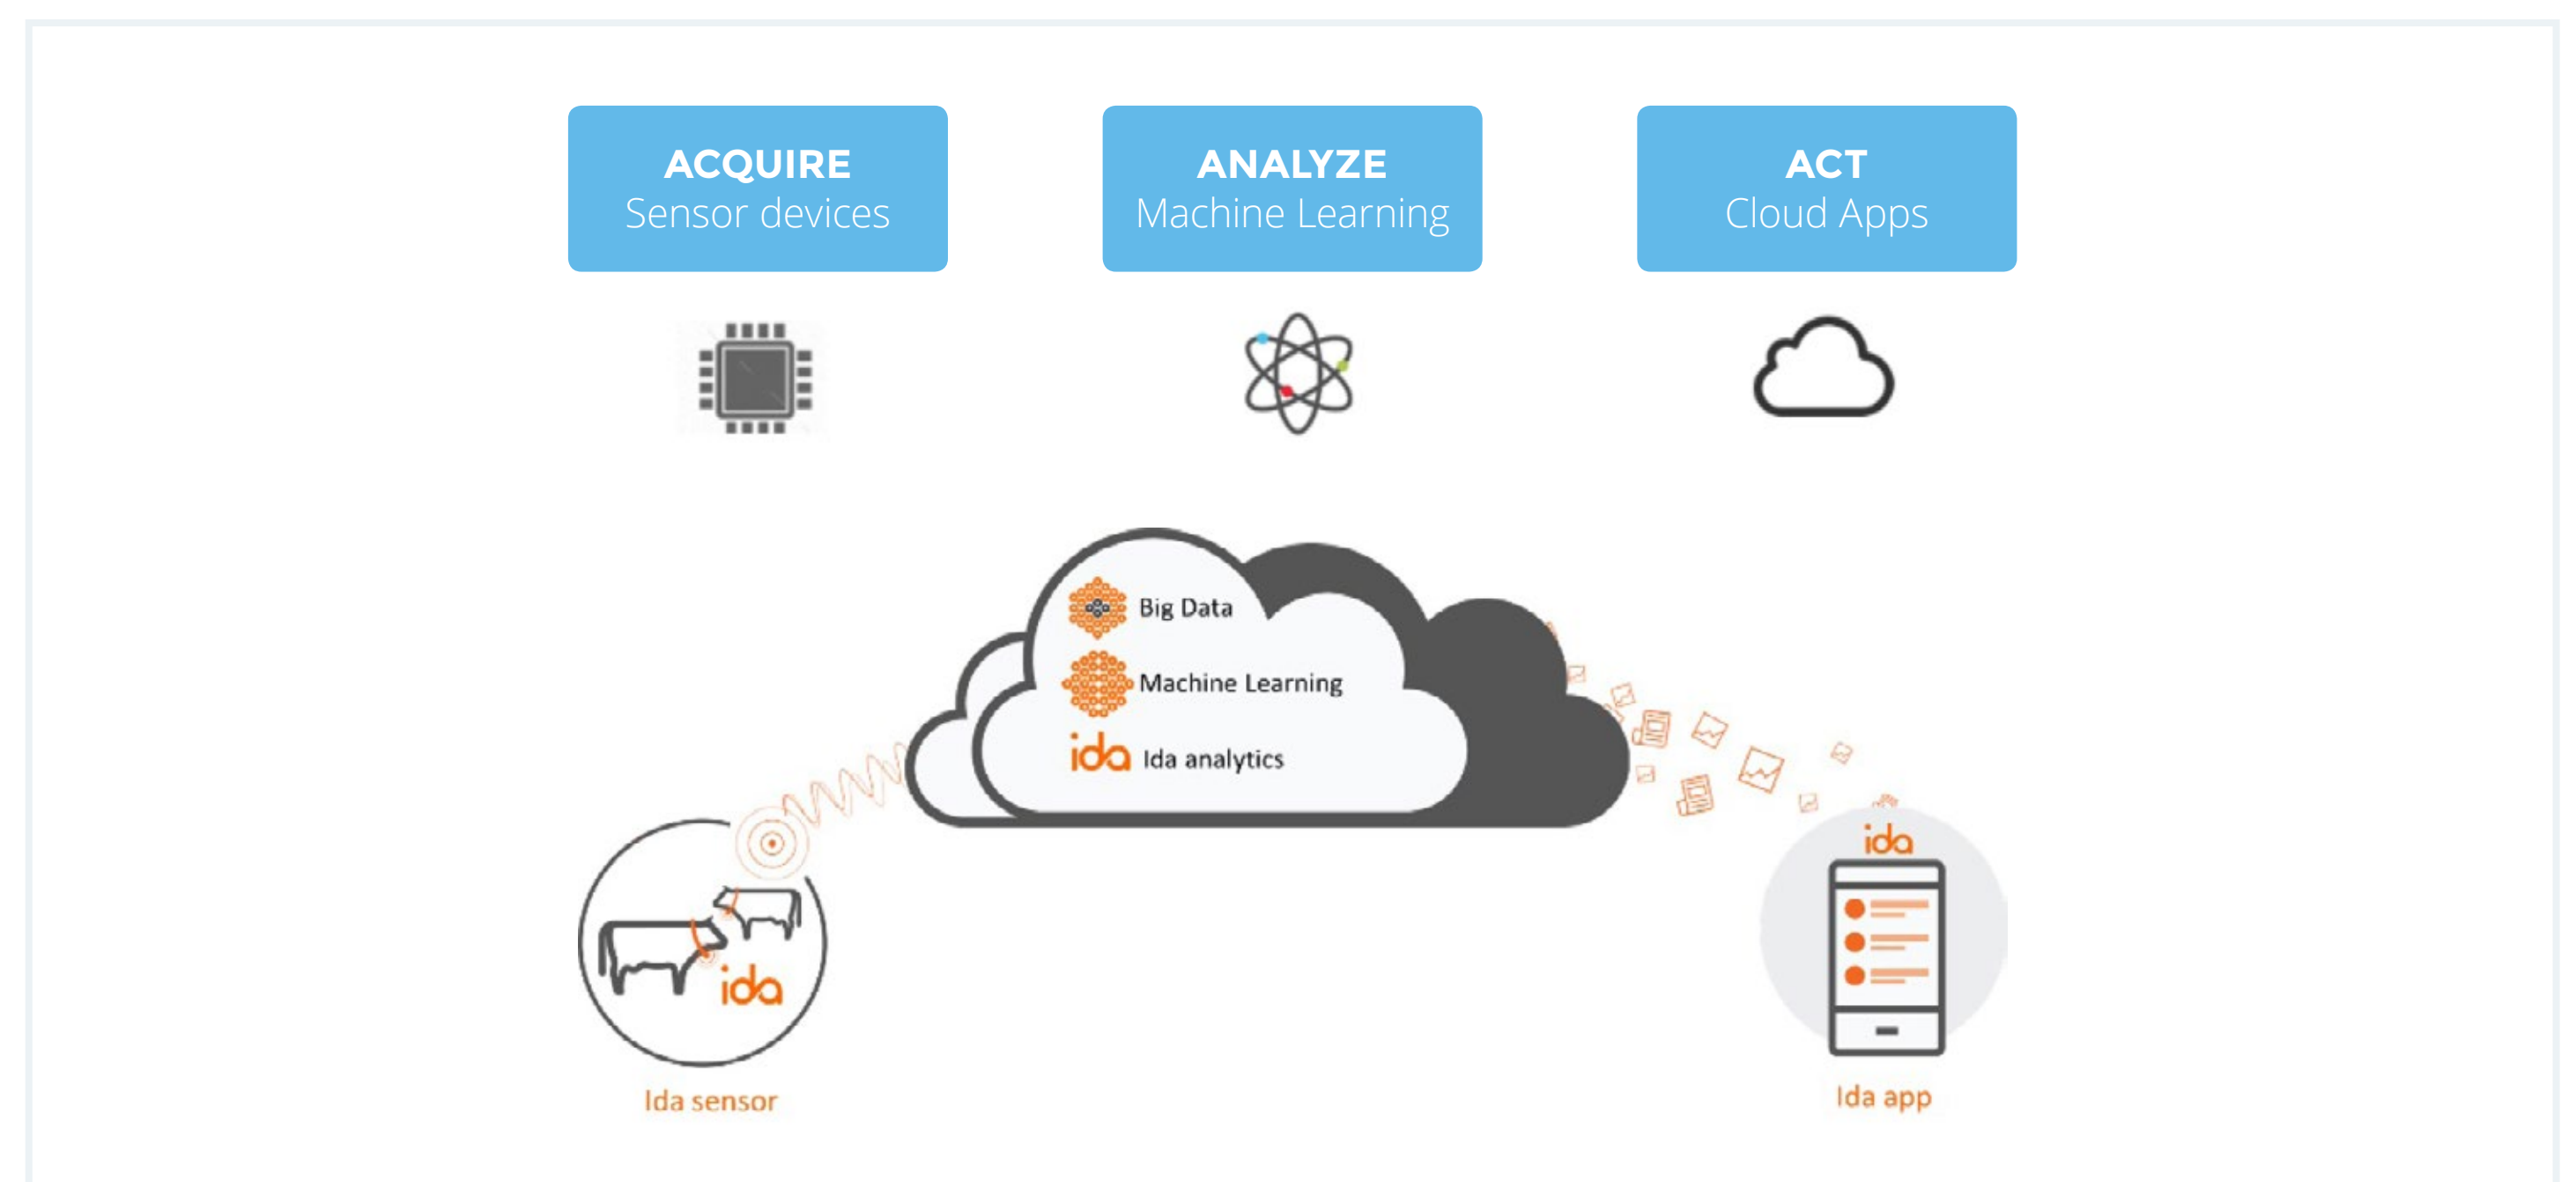 ACQUIRE
Sensor devices
ANALYZE
Machine Learning
ACT
Cloud Apps
Big Data
Machine Learning
ida Ida analytics
ida
Ida sensor
ida
Ida app